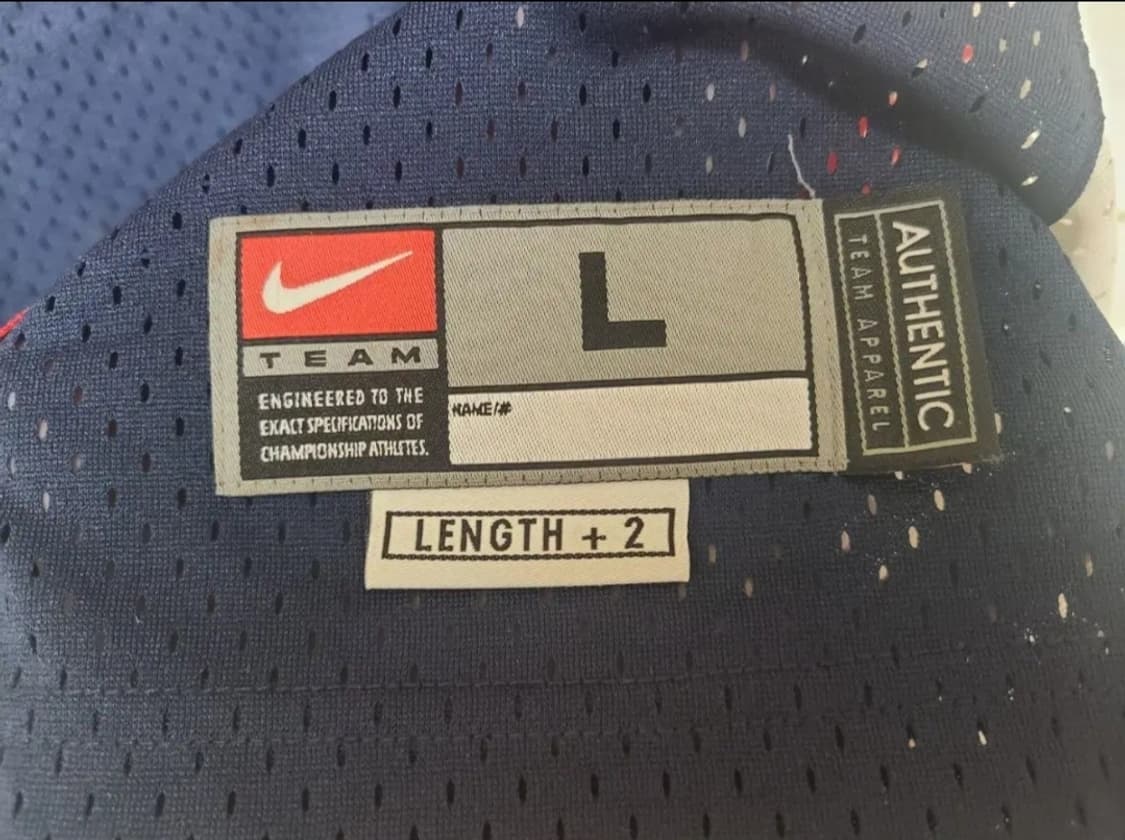 L
TEAM
ENGINEERED TO THE
EXACT SPECIFICATIONS OF
CHAMPIONSHIP ATHLETES.
NAME/#
AUTHENTIC
TEAM APPAREL
LENGTH + 2